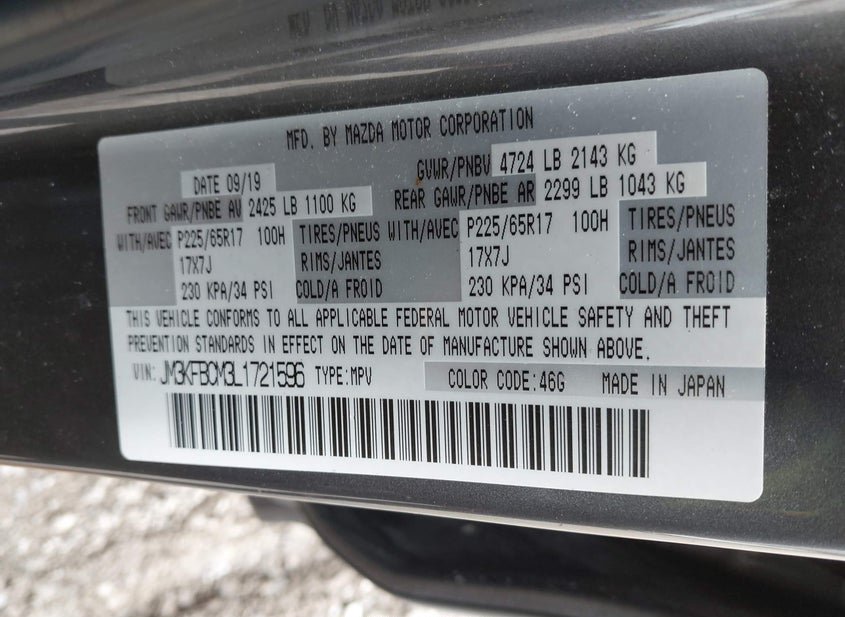 MFD. BY MAZDA MOTOR CORPORATION
DATE 09/19 GVWR/PNBV 4724 LB 2143 KG
FRONT GAWR/PNBE AV 2425 LB 1100 KG REAR GAWR/PNBE AR 2299 LB 1043 KG
WITH/AVEC P225/65R17 100H TIRES/PNEUS WITH/AVEC P225/65R17 100H TIRES/PNEUS
17X7J RIMS/JANTES 17X7J RIMS/JANTES
230 KPA/34 PSI COLD/A FROID 230 KPA/34 PSI COLD/A FROID
THIS VEHICLE CONFORMS TO ALL APPLICABLE FEDERAL MOTOR VEHICLE SAFETY AND THEFT
PREVENTION STANDARDS IN EFFECT ON THE DATE OF MANUFACTURE SHOWN ABOVE.
VIN: JM3KFBCM3L1721596 TYPE:MPV COLOR CODE:46G MADE IN JAPAN